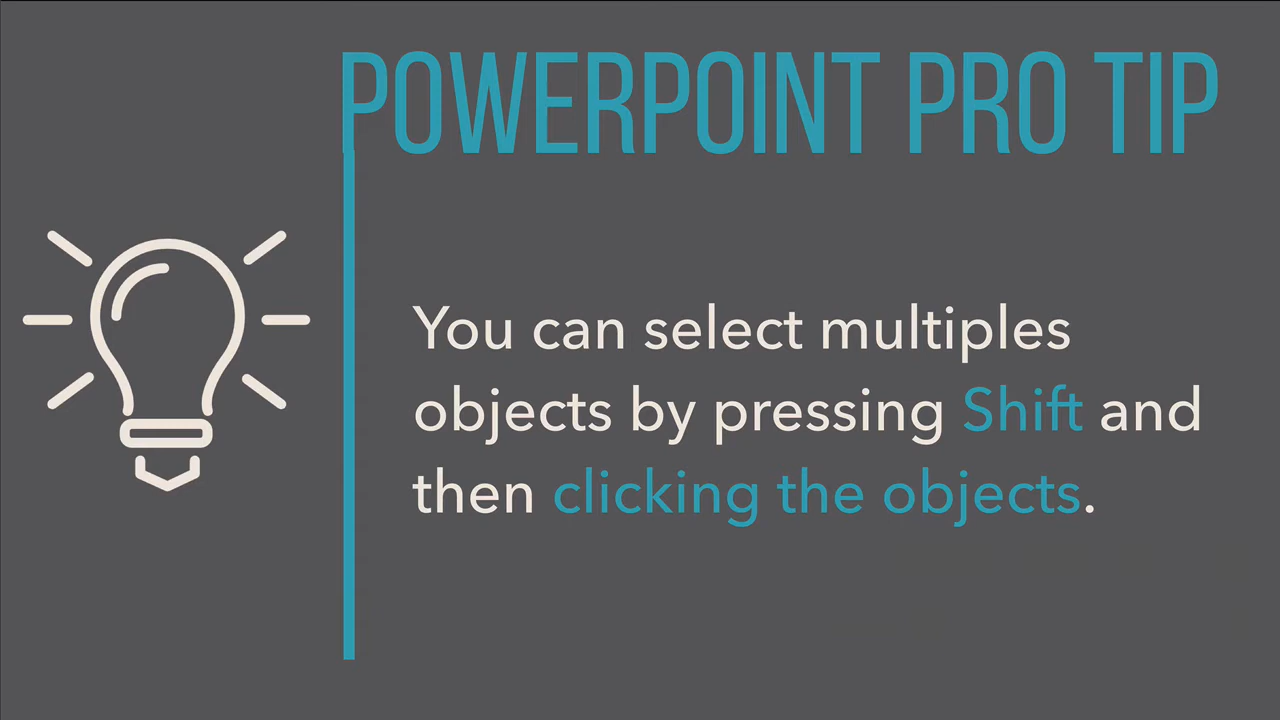 POWERPOINT PRO TIP
You can select multiples
objects by pressing Shift and
then clicking the objects.